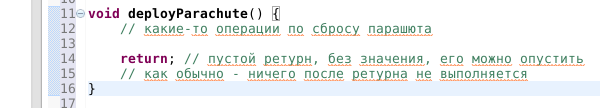 11 void deployParachute() {
12 // какие-то операции по сбросу парашюта
13
14 return; // пустой ретурн, без значения, его можно опустить
15 // как обычно - ничего после ретурна не выполняется
16 }
17